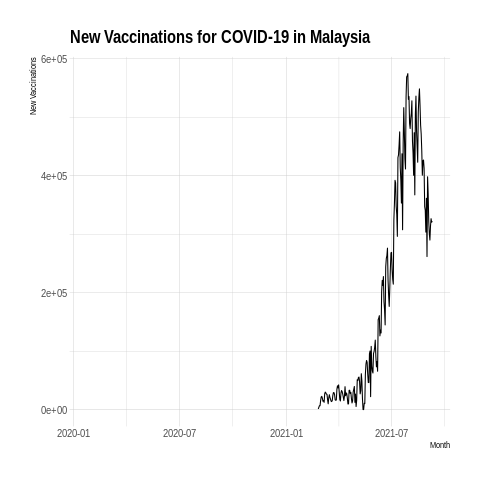 New Vaccinations for COVID-19 in Malaysia
New Vaccinations
6e+05
4e+05
2e+05
0e+00
2020-01 2020-07 2021-01 2021-07
Month